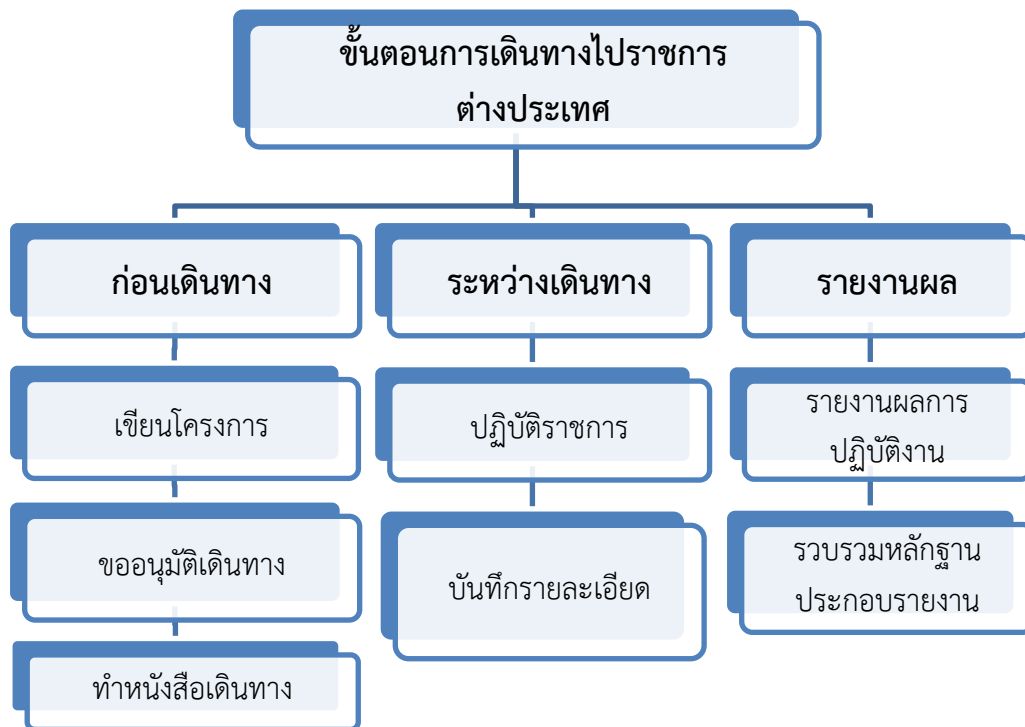 ขั้นตอนการเดินทางไปราชการ
ต่างประเทศ
ก่อนเดินทาง
เขียนโครงการ
ขออนุมัติเดินทาง
ทำหนังสือเดินทาง
ระหว่างเดินทาง
ปฏิบัติราชการ
บันทึกรายละเอียด
รายงานผล
รายงานผลการ
ปฏิบัติงาน
รวบรวมหลักฐาน
ประกอบรายงาน